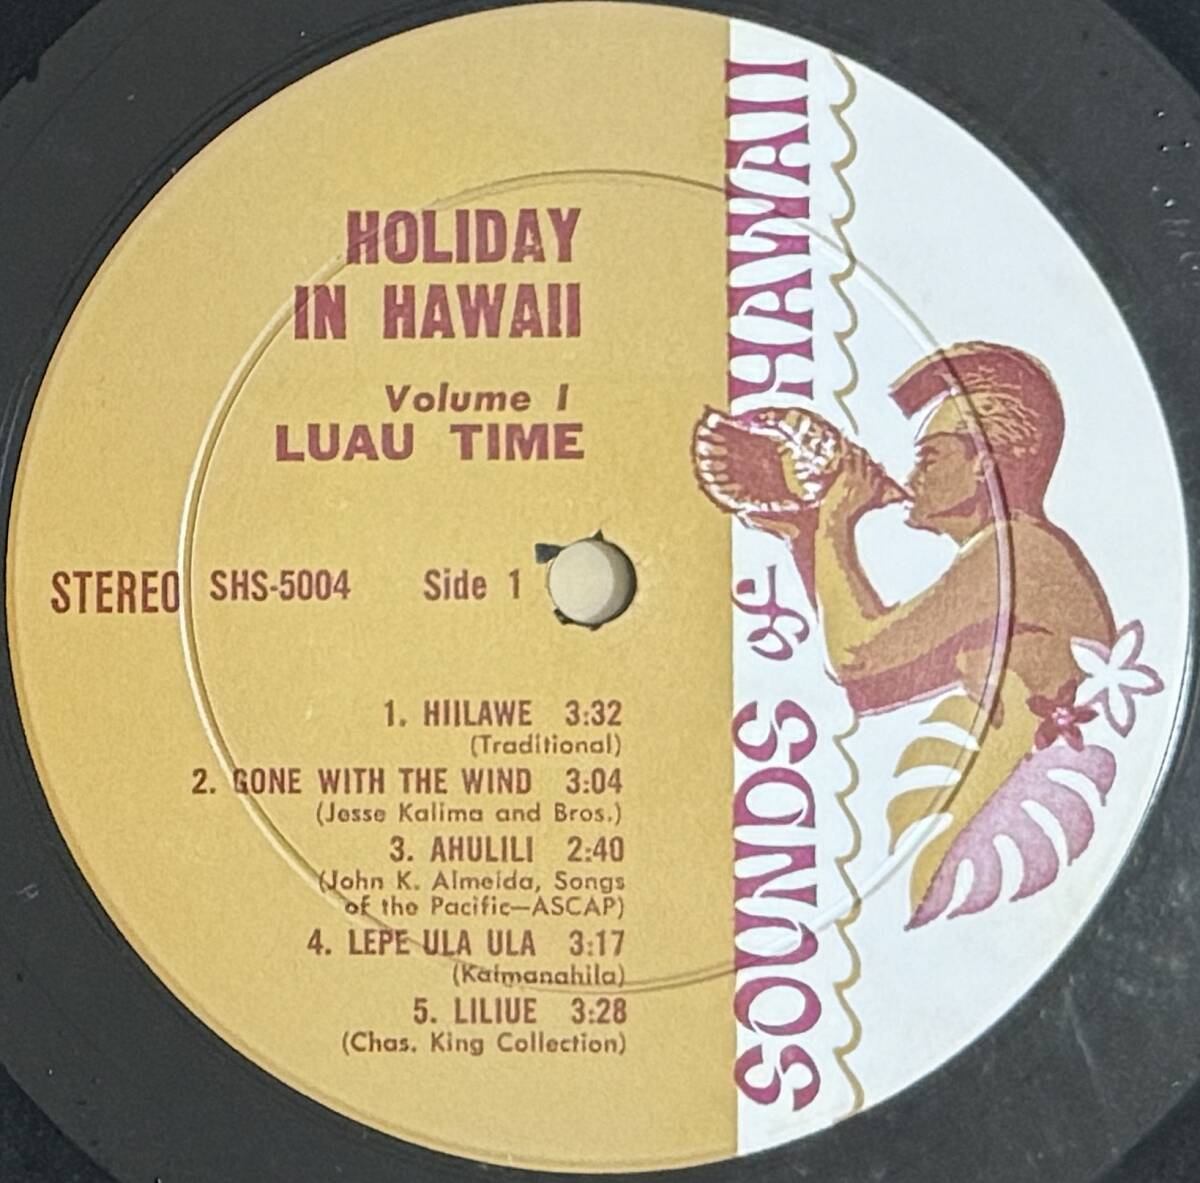 HOLIDAY
IN HAWAII
Volume I
LUAU TIME
STEREO SHS-5004 Side 1
1. HIILAWE 3:32
(Traditional)
2. GONE WITH THE WIND 3:04
(Jesse Kalima and Bros.)
3. AHULILI 2:40
(John K. Almeida, Songs
of the Pacific—ASCAP)
4. LEPE ULA ULA 3:17
(Kaimanahila)
5. LILIUE 3:28
(Chas. King Collection)
SOUNDS of HAWAII